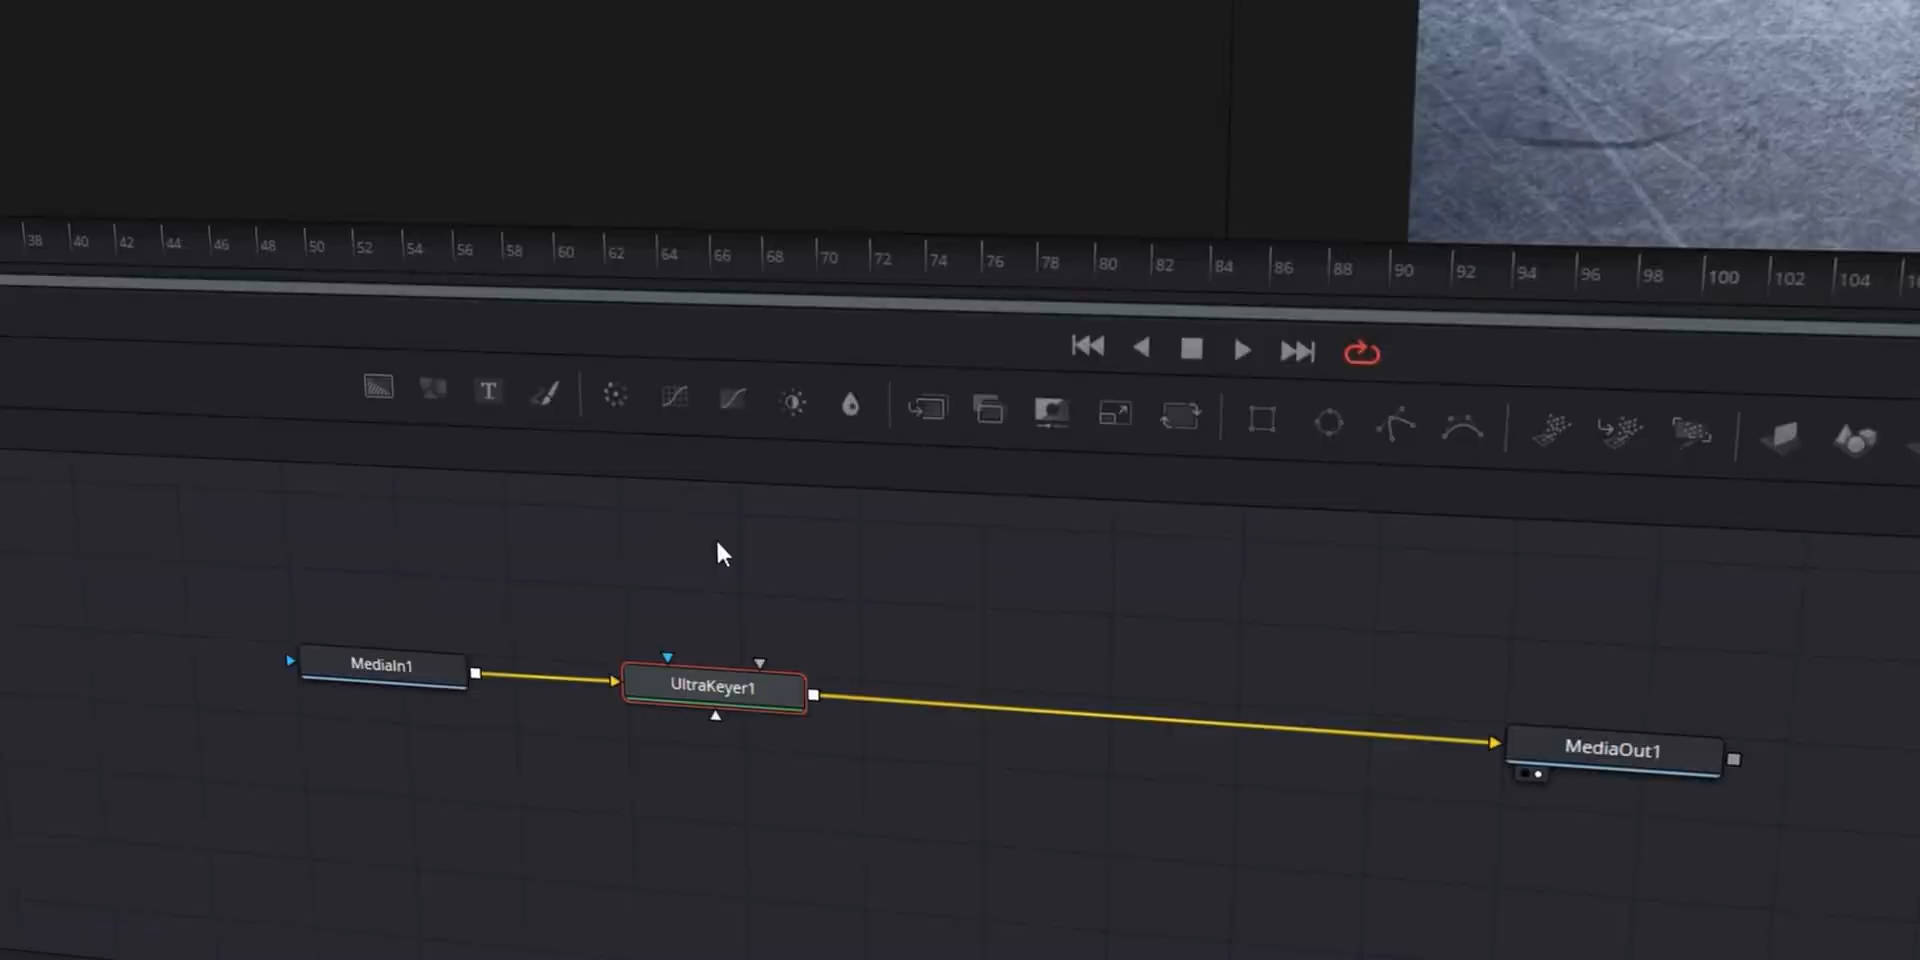 38 40 42 44 46 48 50 52 54 56 58 60 62 64 66 68 70 72 74 76 78 80 82 84 86 88 90 92 94 96 98 100 102 104
T
MediaIn1
UltraKeyer1
MediaOut1